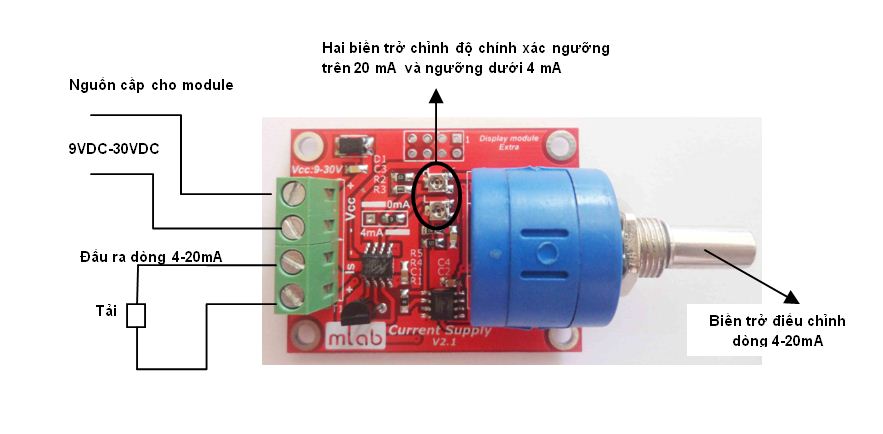 Hai biến trở chỉnh độ chính xác ngưỡng
trên 20 mA và ngưỡng dưới 4 mA
Nguồn cấp cho module
9VDC-30VDC
Đầu ra dòng 4-20mA
Tải
Biến trở điều chỉnh
dòng 4-20mA
Display module
Extra
1
Vcc:9-30V
D1
C3
R2
R3
+
Vcc
-
0mA
4mA
Is
+
R5
R4
C1
R1
C4
C2
mlab
Current Supply
V2.1